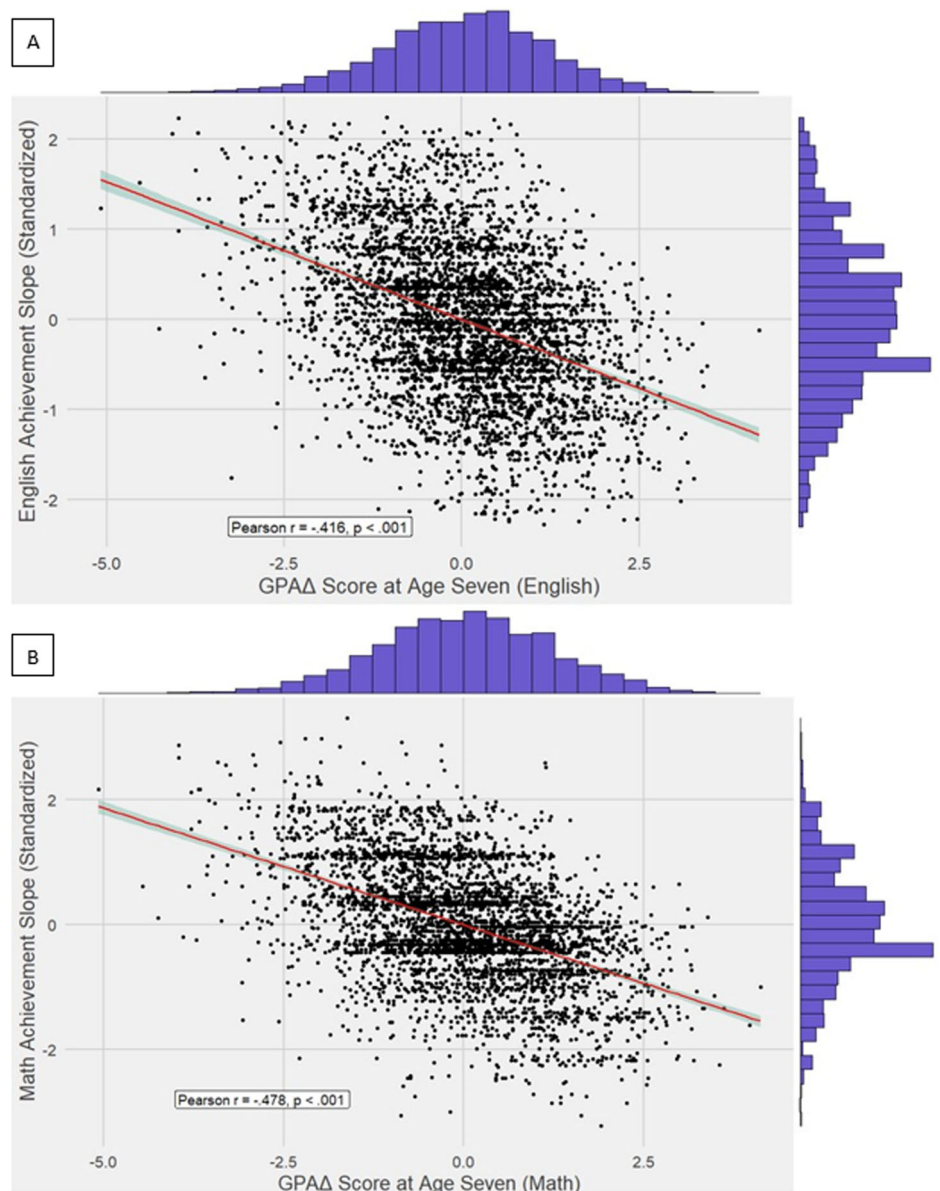 A
English Achievement Slope (Standardized)
2
1
0
-1
-2
Pearson r = -.416, p < .001
-5.0
-2.5
0.0
2.5
GPAΔ Score at Age Seven (English)
B
Math Achievement Slope (Standardized)
2
0
-2
Pearson r = -.478, p < .001
-5.0
-2.5
0.0
2.5
GPAΔ Score at Age Seven (Math)